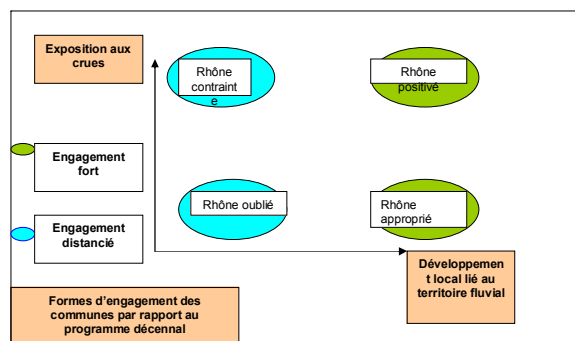 Exposition aux
crues
Rhône
contraint
e
Rhône
positivé
Engagement
fort
Rhône oublié
Rhône
approprié
Engagement
distancié
Développemen
t local lié au
territoire fluvial
Formes d'engagement des
communes par rapport au
programme décennal